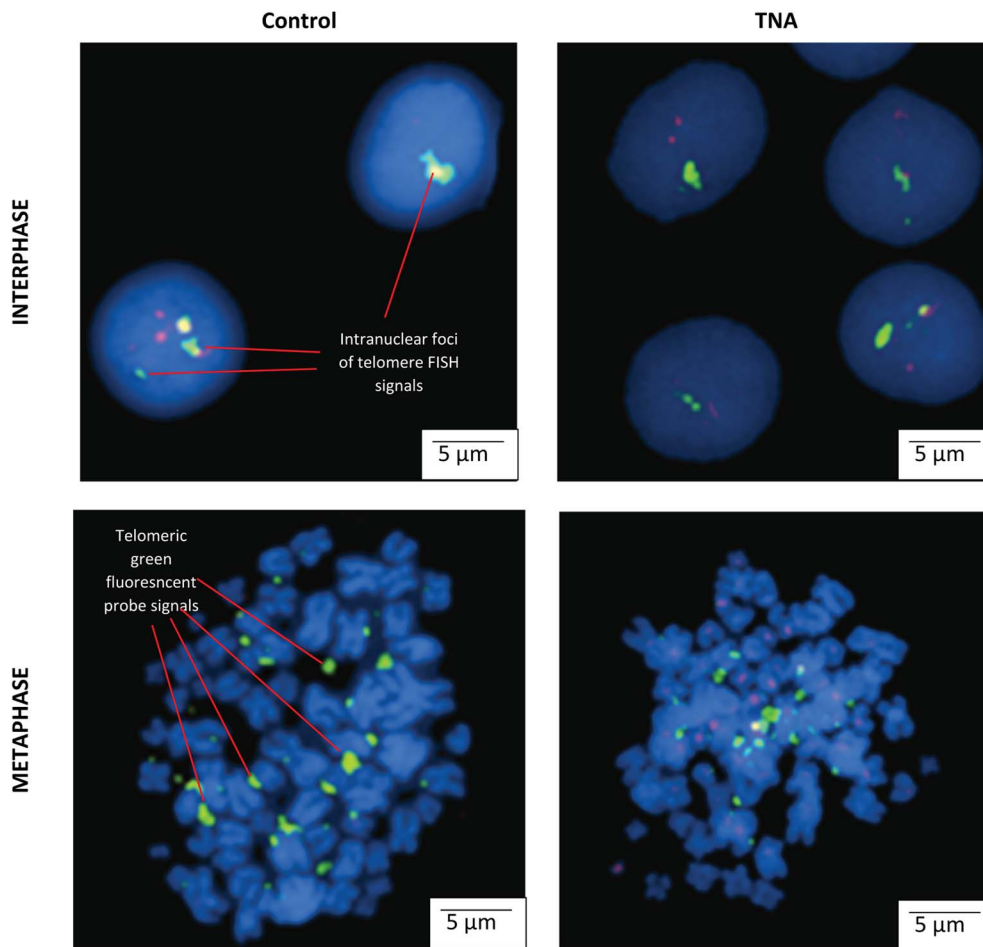 Control
TNA
INTERPHASE
Intranuclear foci
of telomere FISH
signals
5 µm
5 µm
METAPHASE
Telomeric
green
fluoresncent
probe signals
5 µm
5 µm